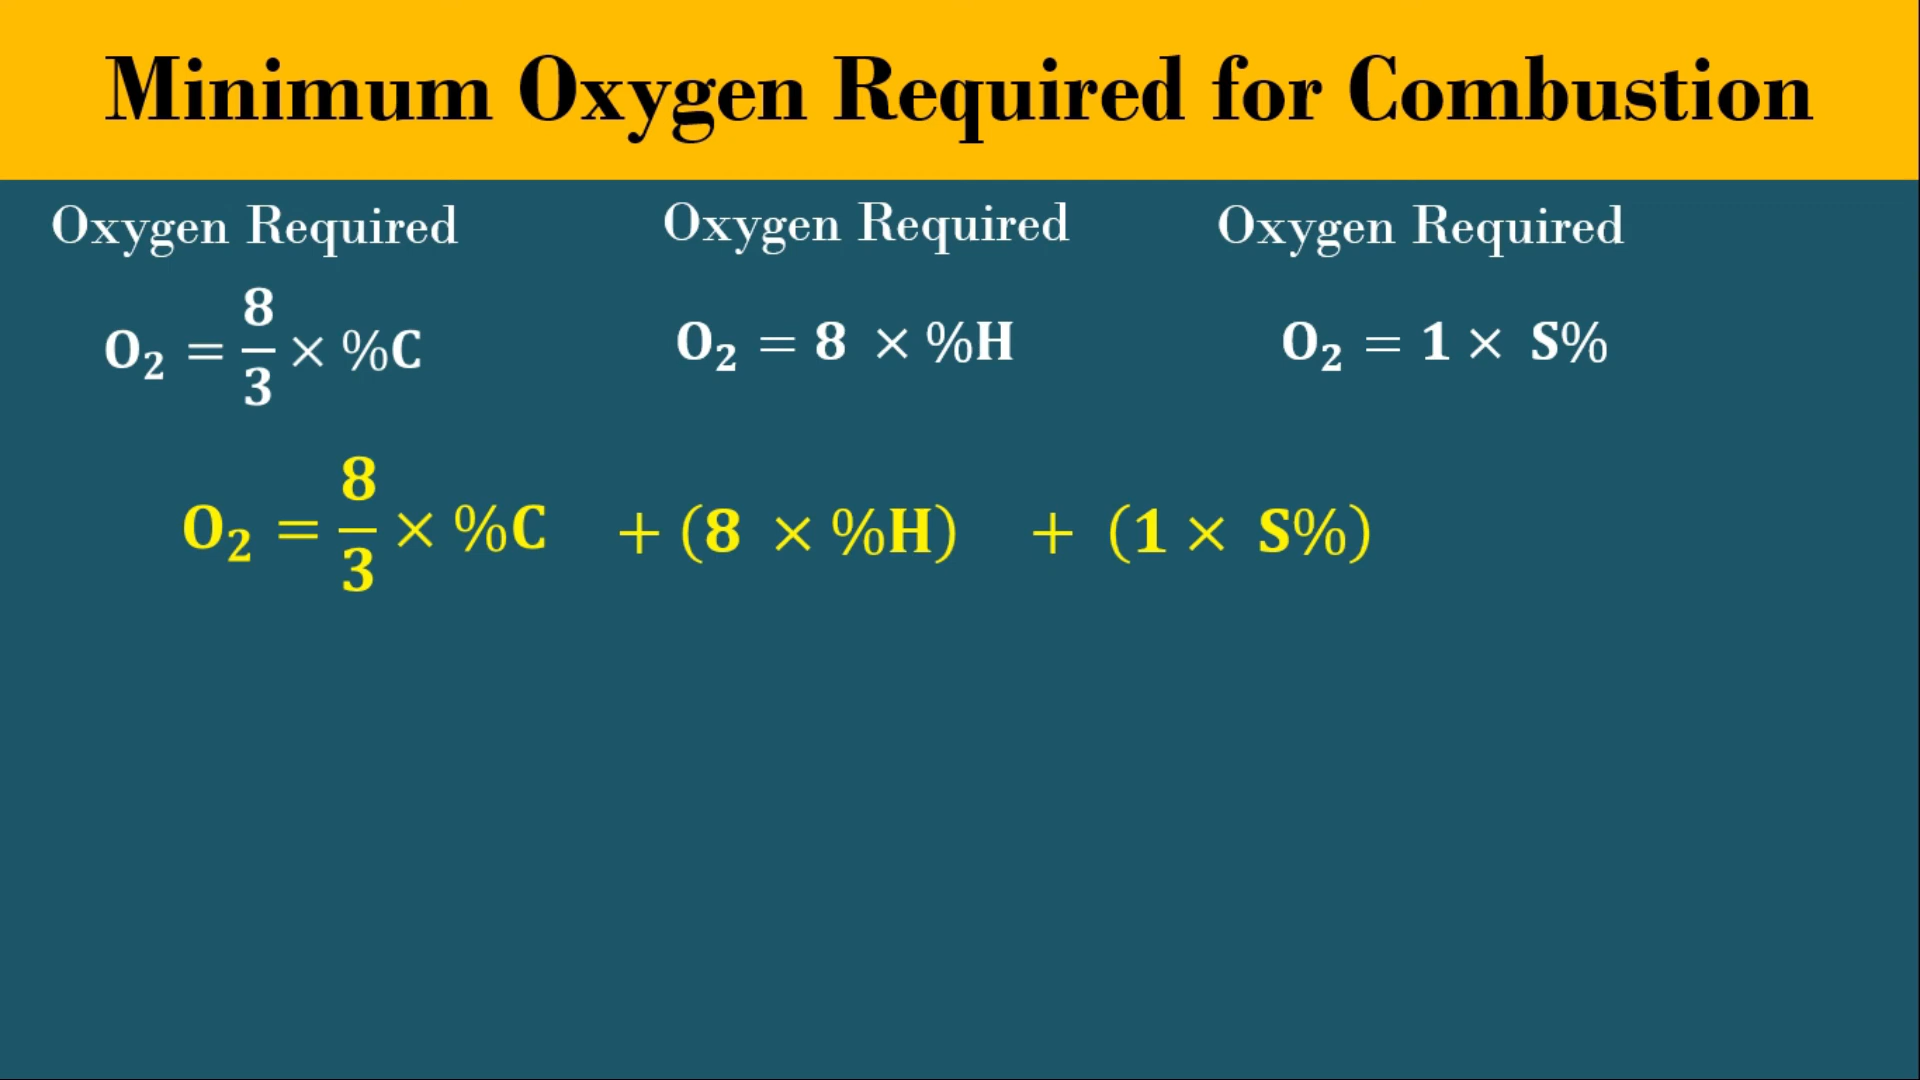 Minimum Oxygen Required for Combustion
Oxygen Required Oxygen Required Oxygen Required
O₂ = 8/3 × %C O₂ = 8 × %H O₂ = 1 × S%
O₂ = 8/3 × %C + (8 × %H) + (1 × S%)